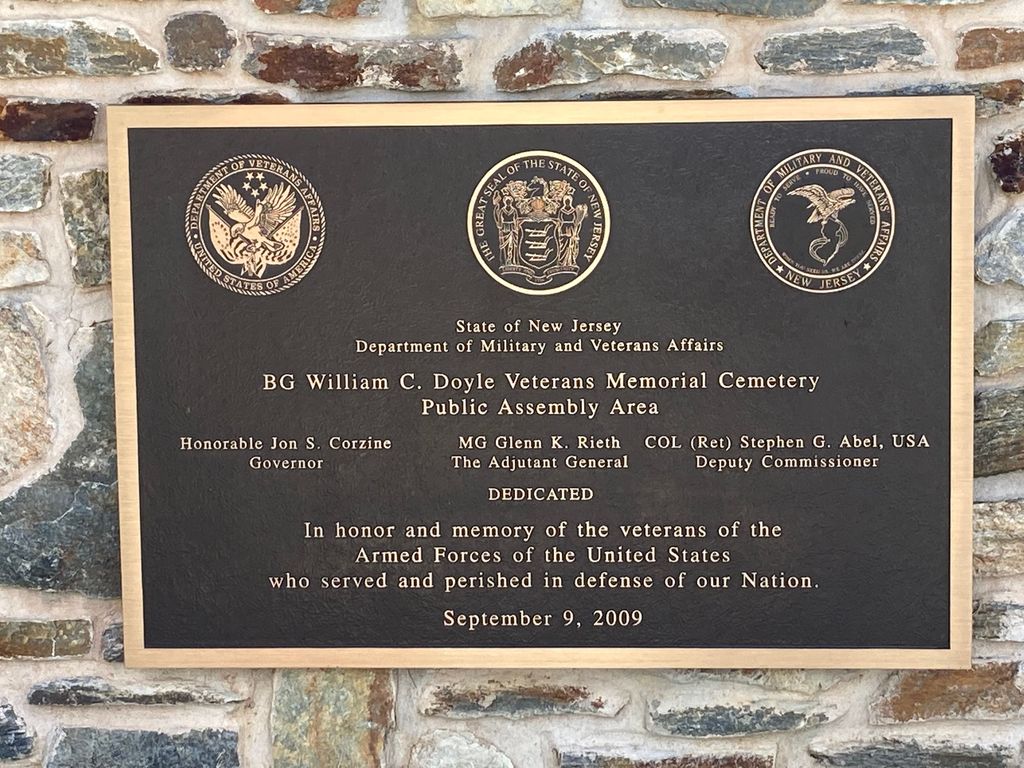 DEPARTMENT OF VETERANS AFFAIRS
UNITED STATES OF AMERICA
THE GREAT SEAL OF THE STATE OF NEW JERSEY
DEPARTMENT OF MILITARY AND VETERANS AFFAIRS
NEW JERSEY
State of New Jersey
Department of Military and Veterans Affairs
BG William C. Doyle Veterans Memorial Cemetery
Public Assembly Area
Honorable Jon S. Corzine MG Glenn K. Rieth COL (Ret) Stephen G. Abel, USA
Governor The Adjutant General Deputy Commissioner
DEDICATED
In honor and memory of the veterans of the
Armed Forces of the United States
who served and perished in defense of our Nation.
September 9, 2009